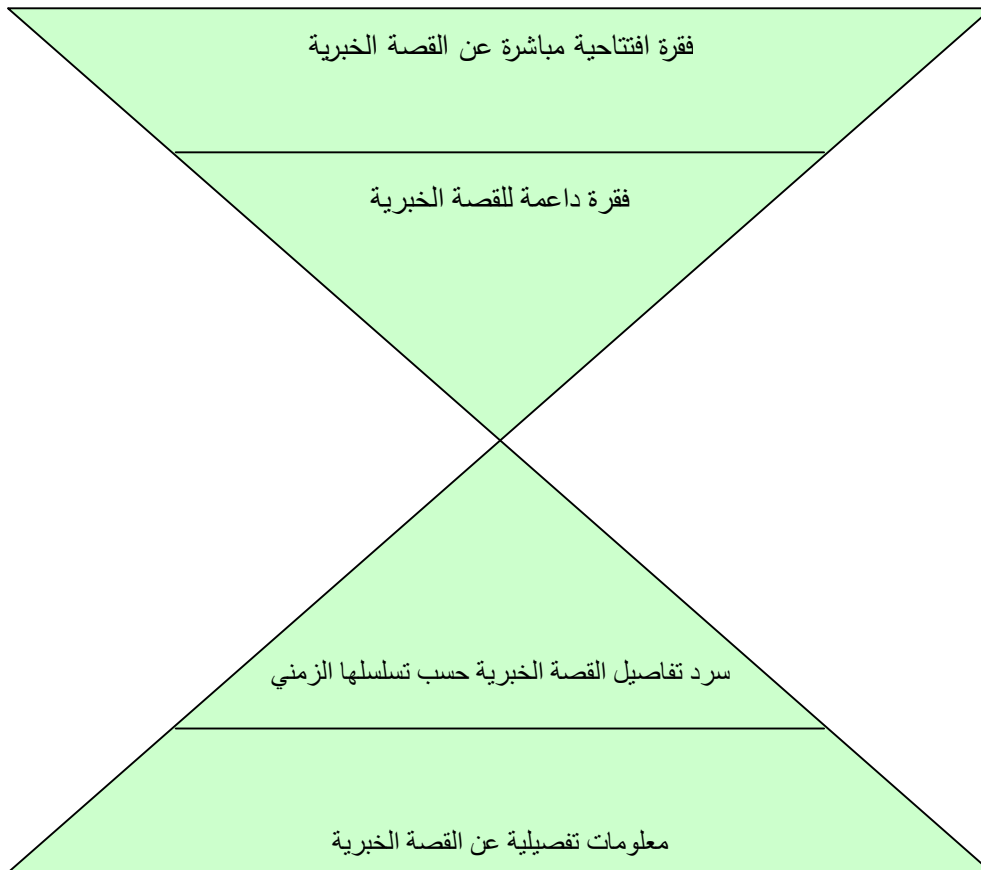 فقرة افتتاحية مباشرة عن القصة الخبرية
فقرة داعمة للقصة الخبرية
سرد تفاصيل القصة الخبرية حسب تسلسلها الزمني
معلومات تفصيلية عن القصة الخبرية